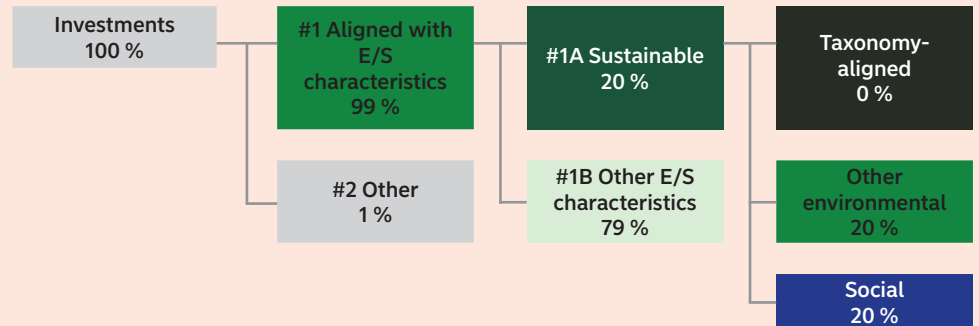 Investments
100 %
#1 Aligned with
E/S
characteristics
99 %
#2 Other
1 %
#1A Sustainable
20 %
#1B Other E/S
characteristics
79 %
Taxonomy-
aligned
0 %
Other
environmental
20 %
Social
20 %